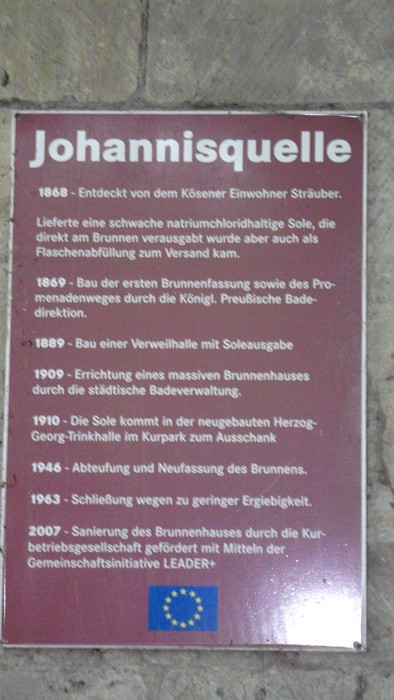 Johannisquelle
1868 - Entdeckt von dem Kösener Einwohner Sträuber.
Lieferte eine schwache natriumchloridhaltige Sole, die
direkt am Brunnen verausgabt wurde aber auch als
Flaschenabfüllung zum Versand kam.
1869 - Bau der ersten Brunnenfassung sowie des Pro-
menadenweges durch die Königl. Preußische Bade-
direktion.
1889 - Bau einer Verweilhalle mit Soleausgabe
1909 - Errichtung eines massiven Brunnenhauses
durch die städtische Badeverwaltung.
1910 - Die Sole kommt in der neugebauten Herzog-
Georg-Trinkhalle im Kurpark zum Ausschank
1946 - Abteufung und Neufassung des Brunnens.
1963 - Schließung wegen zu geringer Ergiebigkeit.
2007 - Sanierung des Brunnenhauses durch die Kur-
betriebsgesellschaft gefördert mit Mitteln der
Gemeinschaftsinitiative LEADER+